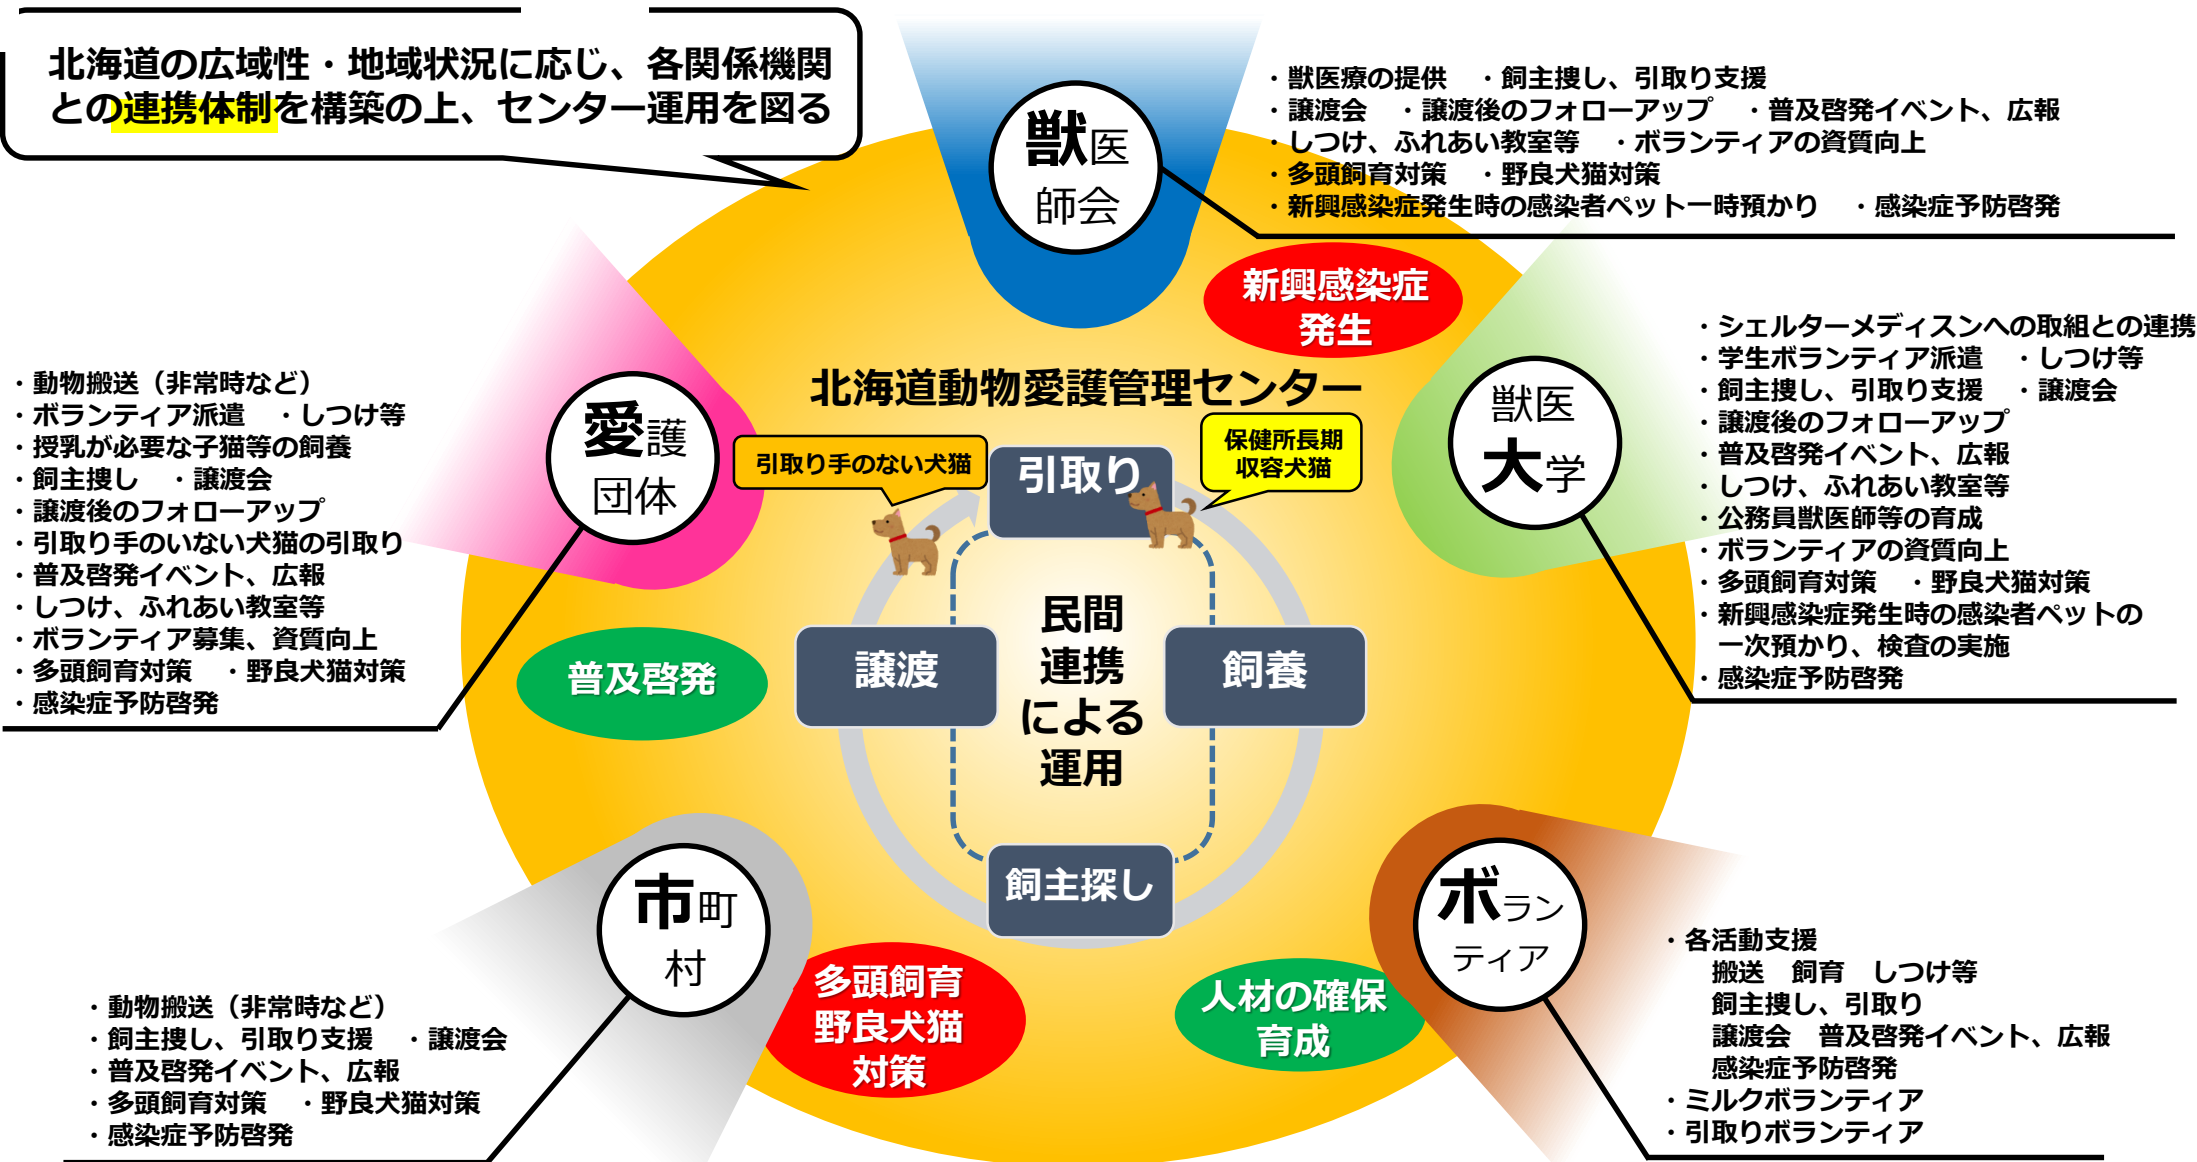 北海道の広域性・地域状況に応じ、各関係機関
との連携体制を構築の上、センター運用を図る
獣医
師会
・獣医療の提供　・飼主捜し、引取り支援
・譲渡会　・譲渡後のフォローアップ　・普及啓発イベント、広報
・しつけ、ふれあい教室等　・ボランティアの資質向上
・多頭飼育対策　・野良犬猫対策
・新興感染症発生時の感染者ペット一時預かり　・感染症予防啓発
新興感染症
発生
北海道動物愛護管理センター
愛護
団体
・動物搬送（非常時など）
・ボランティア派遣　・しつけ等
・授乳が必要な子猫等の飼養
・飼主捜し　・譲渡会
・譲渡後のフォローアップ
・引取り手のいない犬猫の引取り
・普及啓発イベント、広報
・しつけ、ふれあい教室等
・ボランティア募集、資質向上
・多頭飼育対策　・野良犬猫対策
・感染症予防啓発
獣医
大学
・シェルターメディスンへの取組との連携
・学生ボランティア派遣　・しつけ等
・飼主捜し、引取り支援　・譲渡会
・譲渡後のフォローアップ
・普及啓発イベント、広報
・しつけ、ふれあい教室等
・公務員獣医師等の育成
・ボランティアの資質向上
・多頭飼育対策　・野良犬猫対策
・新興感染症発生時の感染者ペットの
一次預かり、検査の実施
・感染症予防啓発
引取り手のない犬猫
引取り
保健所長期
収容犬猫
民間
連携
による
運用
譲渡
飼養
飼主探し
普及啓発
市町
村
・動物搬送（非常時など）
・飼主捜し、引取り支援　・譲渡会
・普及啓発イベント、広報
・多頭飼育対策　・野良犬猫対策
・感染症予防啓発
多頭飼育
野良犬猫
対策
人材の確保
育成
ボラン
ティア
・各活動支援
搬送　飼育　しつけ等
飼主捜し、引取り
譲渡会　普及啓発イベント、広報
感染症予防啓発
・ミルクボランティア
・引取りボランティア